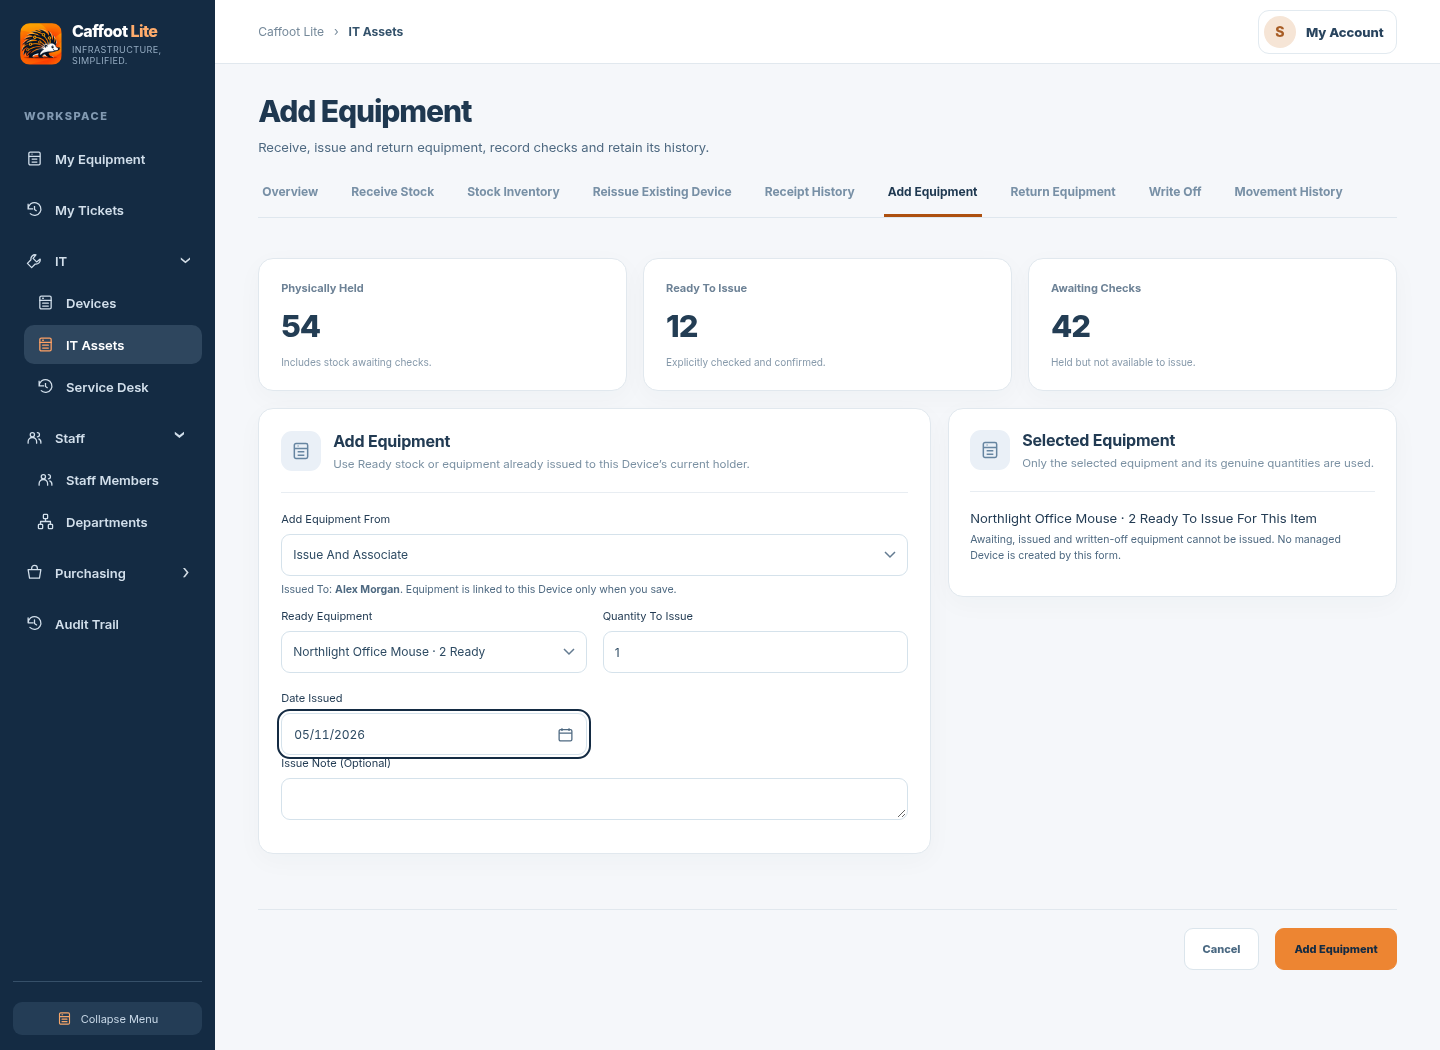 Caffoot Lite
INFRASTRUCTURE,
SIMPLIFIED.
WORKSPACE
My Equipment
My Tickets
IT
Devices
IT Assets
Service Desk
Staff
Staff Members
Departments
Purchasing
Audit Trail
Collapse Menu
Caffoot Lite › IT Assets
S My Account
Add Equipment
Receive, issue and return equipment, record checks and retain its history.
Overview Receive Stock Stock Inventory Reissue Existing Device Receipt History Add Equipment Return Equipment Write Off Movement History
Physically Held
54
Includes stock awaiting checks.
Ready To Issue
12
Explicitly checked and confirmed.
Awaiting Checks
42
Held but not available to issue.
Add Equipment
Use Ready stock or equipment already issued to this Device's current holder.
Add Equipment From
Issue And Associate
Issued To: Alex Morgan. Equipment is linked to this Device only when you save.
Ready Equipment
Northlight Office Mouse · 2 Ready
Quantity To Issue
1
Date Issued
05/11/2026
Issue Note (Optional)
Selected Equipment
Only the selected equipment and its genuine quantities are used.
Northlight Office Mouse · 2 Ready To Issue For This Item
Awaiting, issued and written-off equipment cannot be issued. No managed
Device is created by this form.
Cancel
Add Equipment